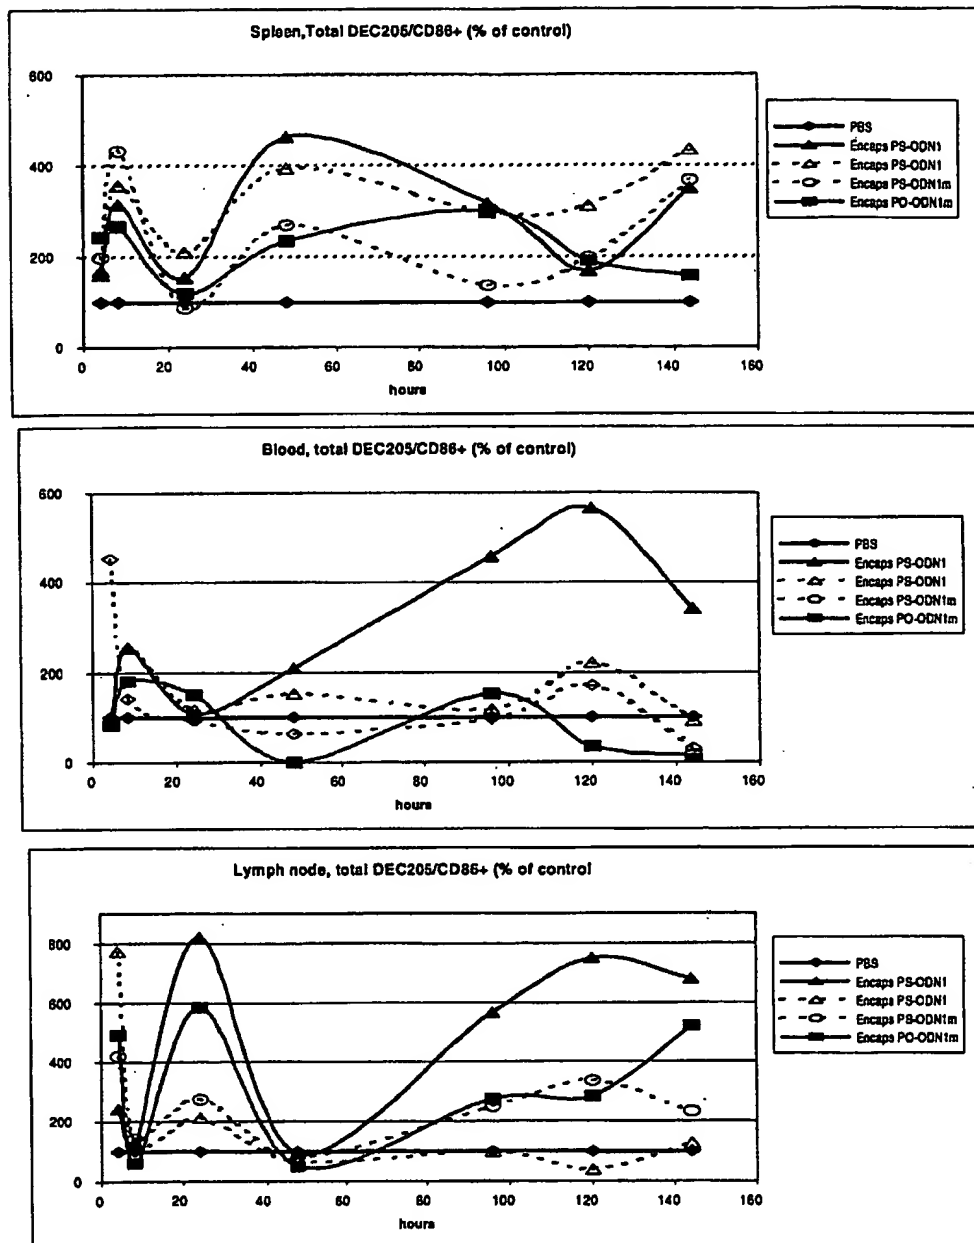 Spleen,Total DEC205/CD86+ (% of control)
600
400
200
0
0 20 40 60 80 100 120 140 160
hours
PBS
Encaps PS-ODN1
Encaps PS-ODN1
Encaps PS-ODN1m
Encaps PO-ODN1m
Blood, total DEC205/CD86+ (% of control)
600
400
200
0
0 20 40 60 80 100 120 140 160
hours
PBS
Encaps PS-ODN1
Encaps PS-ODN1
Encaps PS-ODN1m
Encaps PO-ODN1m
Lymph node, total DEC205/CD86+ (% of control
800
600
400
200
0
0 20 40 60 80 100 120 140 160
hours
PBS
Encaps PS-ODN1
Encaps PS-ODN1
Encaps PS-ODN1m
Encaps PO-ODN1m